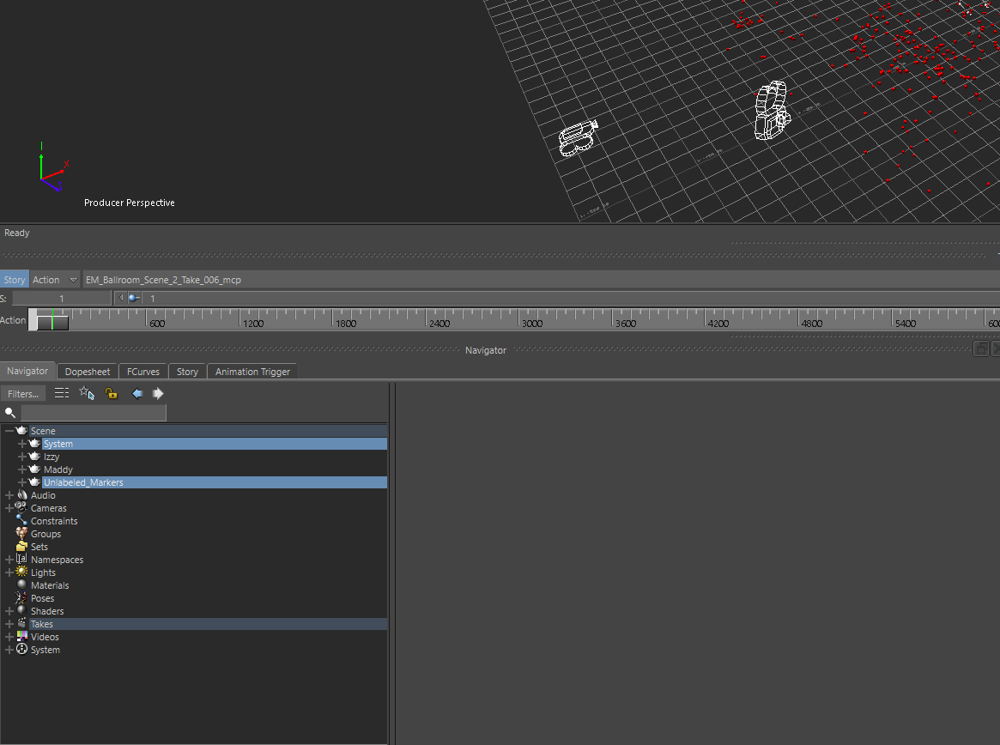 X
Producer Perspective
Ready
Story Action EM_Ballroom_Scene_2_Take_006_mcp
S: 1 1
Action 600 1200 1800 2400 3000 3600 4200 4800 5400 600
Navigator
Navigator Dopesheet FCurves Story Animation Trigger
Filters...
Scene
System
Izzy
Maddy
Unlabeled_Markers
Audio
Cameras
Constraints
Groups
Sets
Namespaces
Lights
Materials
Poses
Shaders
Takes
Videos
System